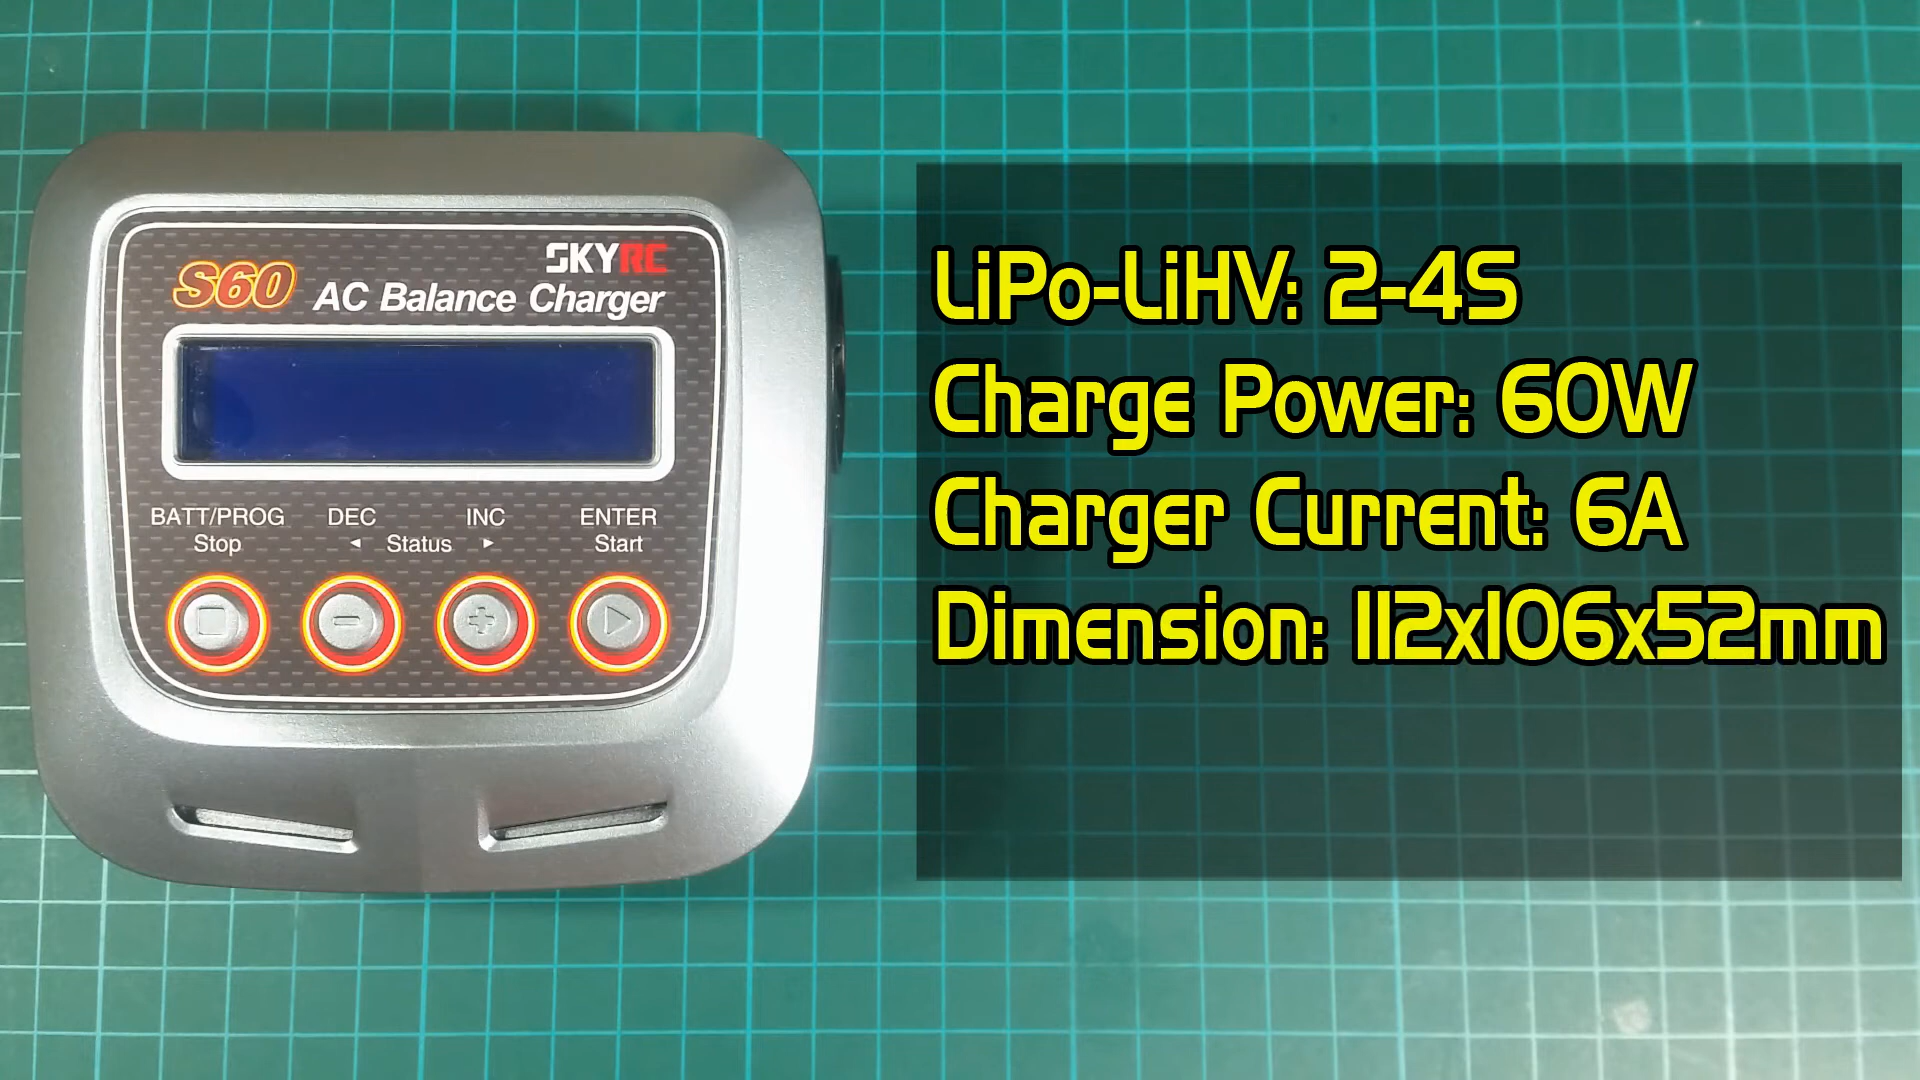 SKYRC
S60 AC Balance Charger
BATT/PROG DEC INC ENTER
Stop ◄ Status ► Start
LiPo-LiHV: 2-4S
Charge Power: 60W
Charger Current: 6A
Dimension: 112x106x52mm